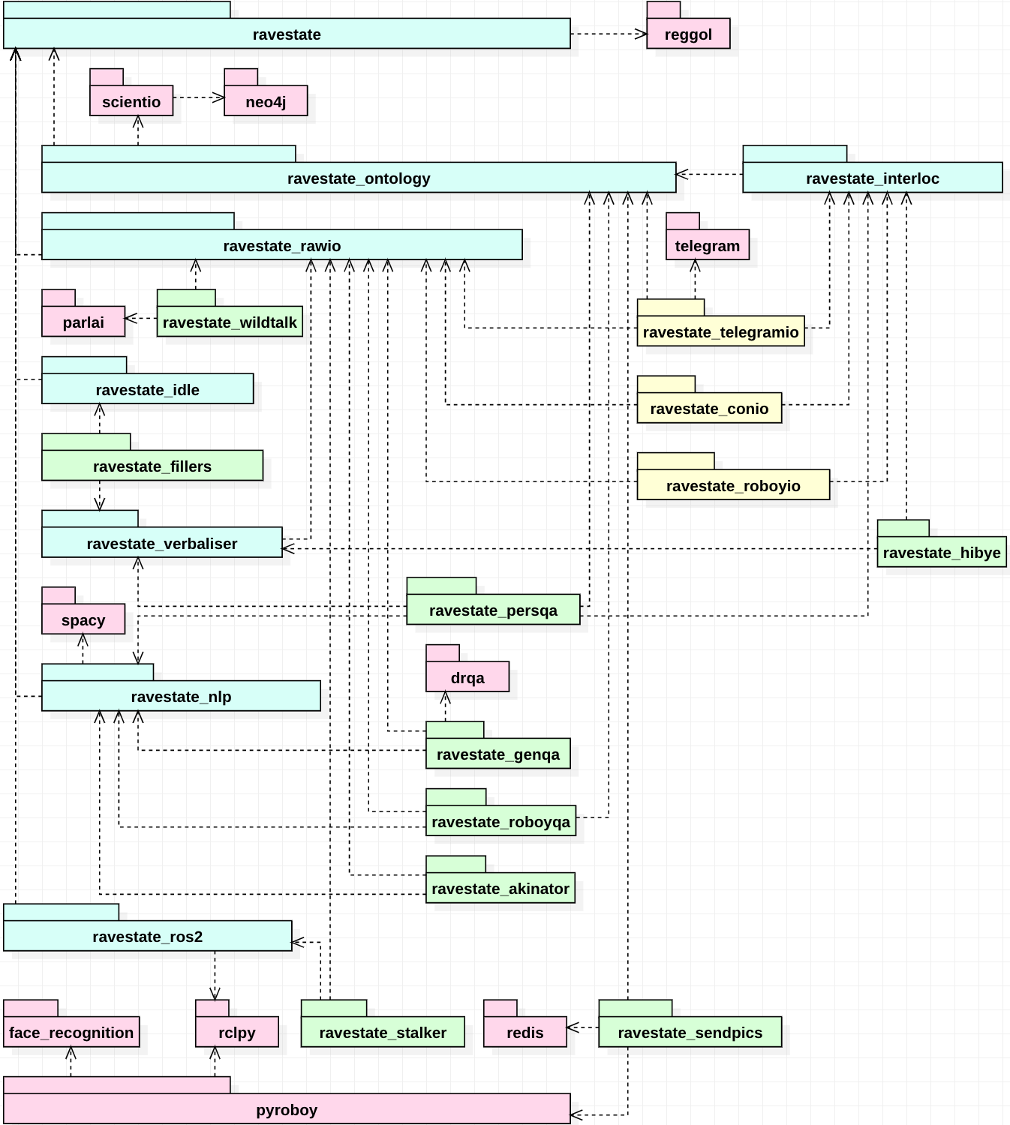 ravestate
reggol
scientio
neo4j
ravestate_ontology
ravestate_interloc
ravestate_rawio
telegram
parlai
ravestate_wildtalk
ravestate_telegramio
ravestate_idle
ravestate_conio
ravestate_fillers
ravestate_roboyio
ravestate_verbaliser
ravestate_hibye
ravestate_persqa
spacy
drqa
ravestate_nlp
ravestate_genqa
ravestate_roboyqa
ravestate_akinator
ravestate_ros2
face_recognition
rclpy
ravestate_stalker
redis
ravestate_sendpics
pyroboy